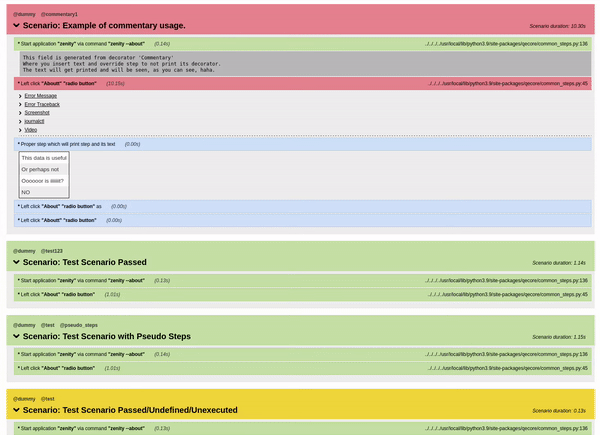 @dummy @commentary1
Scenario: Example of commentary usage. Scenario duration: 10.30s
* Start application "zenity" via command "zenity --about" (0.14s) ../../../usr/local/lib/python3.9/site-packages/qecore/common_steps.py:136
This field is generated from decorator 'Commentary'
Where you insert text and override step to not print its decorator.
The text will get printed and will be seen, as you can see, haha.
* Left click "Aboutt" "radio button" (10.15s) ../../../usr/local/lib/python3.9/site-packages/qecore/common_steps.py:45
Error Message
Error Traceback
Screenshot
journalctl
Video
* Proper step which will print step and its text (0.00s)
This data is useful
Or perhaps not
NO
* Left click "About" "radio button" as (0.00s)
* Left click "Aboutt" "radio button" (0.00s)
@dummy @test123
Scenario: Test Scenario Passed Scenario duration: 1.14s
* Start application "zenity" via command "zenity --about" (0.13s) ../../../usr/local/lib/python3.9/site-packages/qecore/common_steps.py:136
* Left click "About" "radio button" (1.01s) ../../../usr/local/lib/python3.9/site-packages/qecore/common_steps.py:45
@dummy @test @pseudo_steps
Scenario: Test Scenario with Pseudo Steps Scenario duration: 1.15s
* Start application "zenity" via command "zenity --about" (0.14s) ../../../usr/local/lib/python3.9/site-packages/qecore/common_steps.py:136
* Left click "About" "radio button" (1.01s) ../../../usr/local/lib/python3.9/site-packages/qecore/common_steps.py:45
@dummy @test
Scenario: Test Scenario Passed/Undefined/Unexecuted Scenario duration: 0.13s
* Start application "zenity" via command "zenity --about" (0.13s) ../../../usr/local/lib/python3.9/site-packages/qecore/common_steps.py:136